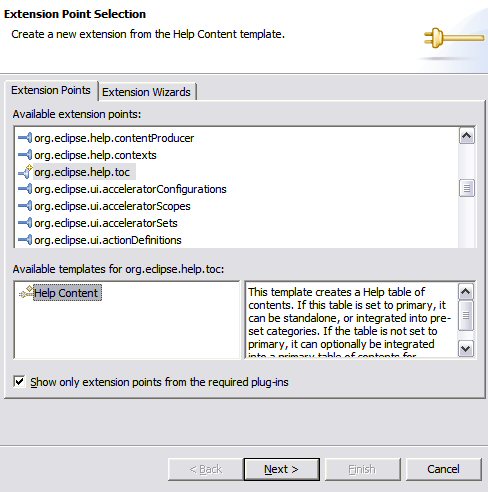 Extension Point Selection
Create a new extension from the Help Content template.
Extension Points
Extension Wizards
Available extension points:
org.eclipse.help.contentProducer
org.eclipse.help.contexts
org.eclipse.help.toc
org.eclipse.ui.acceleratorConfigurations
org.eclipse.ui.acceleratorScopes
org.eclipse.ui.acceleratorSets
org.eclipse.ui.actionDefinitions
Available templates for org.eclipse.help.toc:
Help Content
This template creates a Help table of
contents. If this table is set to primary, it
can be standalone, or integrated into pre-
set categories. If the table is not set to
primary, it can optionally be integrated
into a primary table of contents for
Show only extension points from the required plug-ins
< Back
Next >
Finish
Cancel